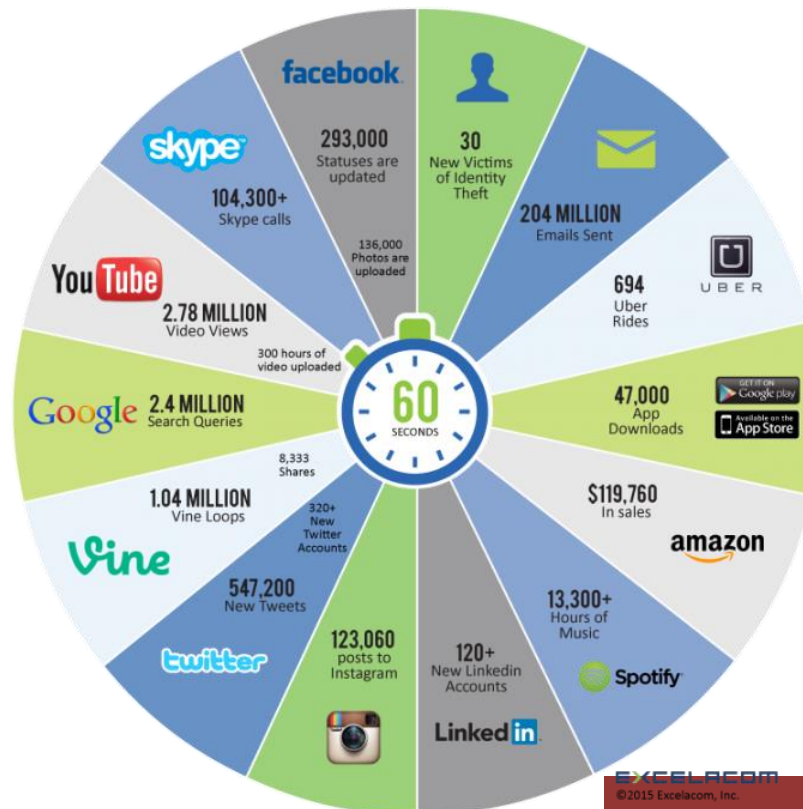 facebook
293,000
Statuses are
updated
136,000
Photos are
uploaded
30
New Victims
of Identity
Theft
204 MILLION
Emails Sent
694
Uber
Rides
UBER
47,000
App
Downloads
GET IT ON
Google play
Available on the
App Store
$119,760
In sales
amazon
13,300+
Hours of
Music
Spotify
120+
New Linkedin
Accounts
Linked in
123,060
posts to
Instagram
320+
New
Twitter
Accounts
547,200
New Tweets
twitter
8,333
Shares
1.04 MILLION
Vine Loops
Vine
Google
2.4 MILLION
Search Queries
YouTube
2.78 MILLION
Video Views
300 hours of
video uploaded
skype
104,300+
Skype calls
60
SECONDS
EXCELACOM
©2015 Excelacom, Inc.